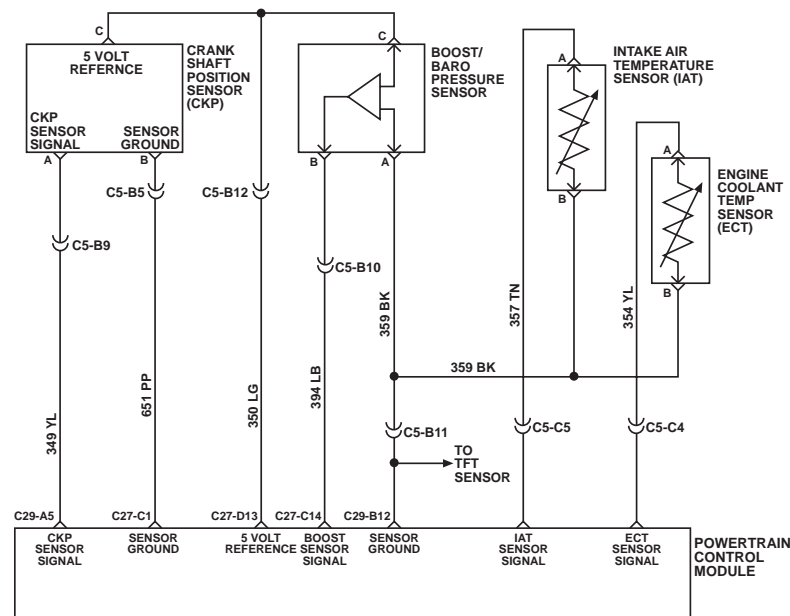 C
5 VOLT
REFERNCE
CRANK
SHAFT
POSITION
SENSOR
(CKP)
CKP
SENSOR
SIGNAL
SENSOR
GROUND
A
B
C
BOOST/
BARO
PRESSURE
SENSOR
B
A
A
INTAKE AIR
TEMPERATURE
SENSOR (IAT)
B
A
ENGINE
COOLANT
TEMP
SENSOR
(ECT)
B
C5-B5
C5-B12
C5-B9
C5-B10
349 YL
651 PP
350 LG
394 LB
359 BK
357 TN
354 YL
359 BK
C5-B11
C5-C5
C5-C4
TO
TFT
SENSOR
C29-A5
C27-C1
C27-D13
C27-C14
C29-B12
CKP
SENSOR
SIGNAL
SENSOR
GROUND
5 VOLT
REFERENCE
BOOST
SENSOR
SIGNAL
SENSOR
GROUND
IAT
SENSOR
SIGNAL
ECT
SENSOR
SIGNAL
POWERTRAIN
CONTROL
MODULE